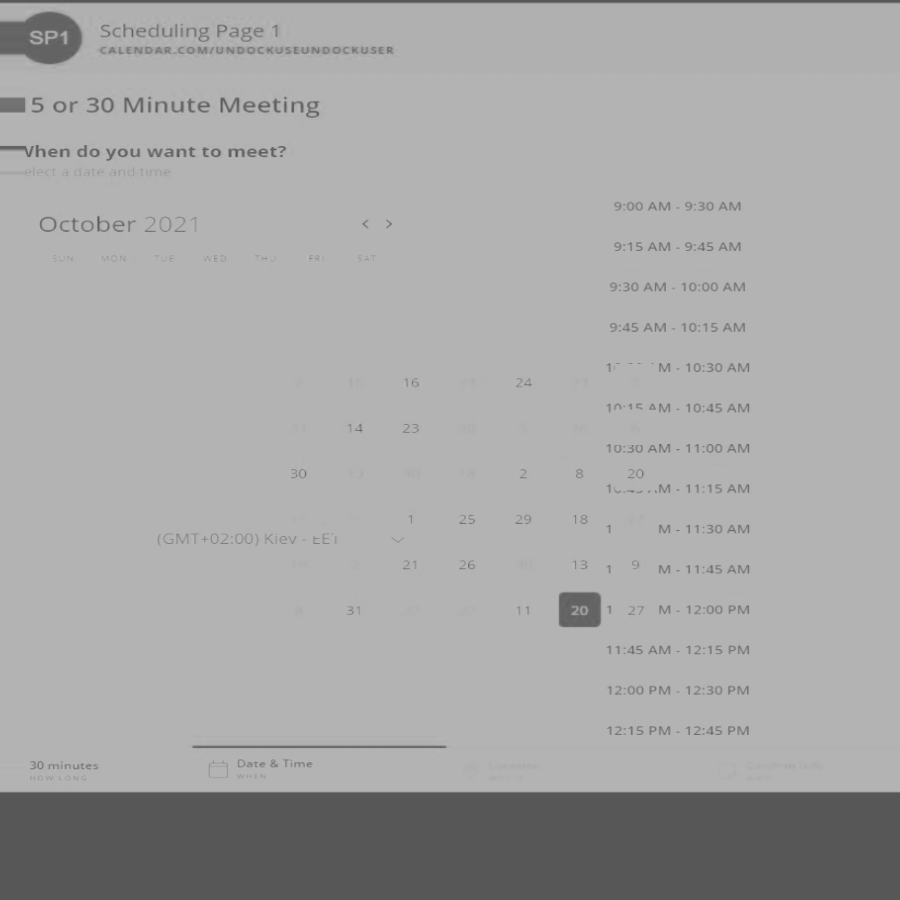 SP1
Scheduling Page 1
CALENDAR.COM/UNDOCKUSEUNDOCKUSER
5 or 30 Minute Meeting
When do you want to meet?
elect a date and time
October 2021
< >
SUN MON TUE WED THU FRI SAT
9:00 AM - 9:30 AM
9:15 AM - 9:45 AM
9:30 AM - 10:00 AM
9:45 AM - 10:15 AM
M - 10:30 AM
16 24
10:15 AM - 10:45 AM
14 23
10:30 AM - 11:00 AM
30 2 8 20
M - 11:15 AM
1 25 29 18
1 M - 11:30 AM
(GMT+02:00) Kiev - EET
21 26 13 9
1 M - 11:45 AM
31 11 20 27
1 M - 12:00 PM
11:45 AM - 12:15 PM
12:00 PM - 12:30 PM
12:15 PM - 12:45 PM
30 minutes
HOW LONG
Date & Time
WHEN